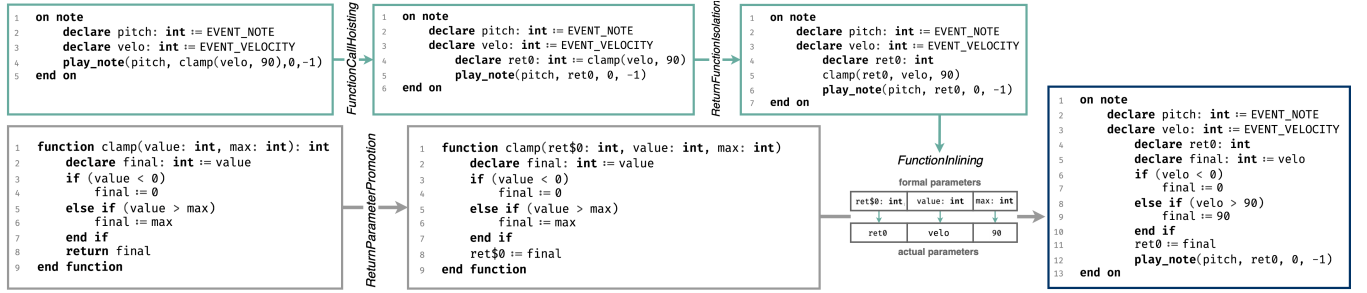 1 on note
2 declare pitch: int := EVENT_NOTE
3 declare velo: int := EVENT_VELOCITY
4 play_note(pitch, clamp(velo, 90),0,-1)
5 end on
FunctionCallHoisting
1 on note
2 declare pitch: int := EVENT_NOTE
3 declare velo: int := EVENT_VELOCITY
4 declare ret0: int := clamp(velo, 90)
5 play_note(pitch, ret0, 0, -1)
6 end on
ReturnFunctionIsolation
1 on note
2 declare pitch: int := EVENT_NOTE
3 declare velo: int := EVENT_VELOCITY
4 declare ret0: int
5 clamp(ret0, velo, 90)
6 play_note(pitch, ret0, 0, -1)
7 end on
1 function clamp(value: int, max: int): int
2 declare final: int := value
3 if (value < 0)
4 final := 0
5 else if (value > max)
6 final := max
7 end if
8 return final
9 end function
ReturnParameterPromotion
1 function clamp(ret$0: int, value: int, max: int)
2 declare final: int := value
3 if (value < 0)
4 final := 0
5 else if (value > max)
6 final := max
7 end if
8 ret$0 := final
9 end function
FunctionInlining
formal parameters
ret$0: int value: int max: int
ret0 velo 90
actual parameters
1 on note
2 declare pitch: int := EVENT_NOTE
3 declare velo: int := EVENT_VELOCITY
4 declare ret0: int
5 declare final: int := velo
6 if (velo < 0)
7 final := 0
8 else if (velo > 90)
9 final := 90
10 end if
11 ret0 := final
12 play_note(pitch, ret0, 0, -1)
13 end on